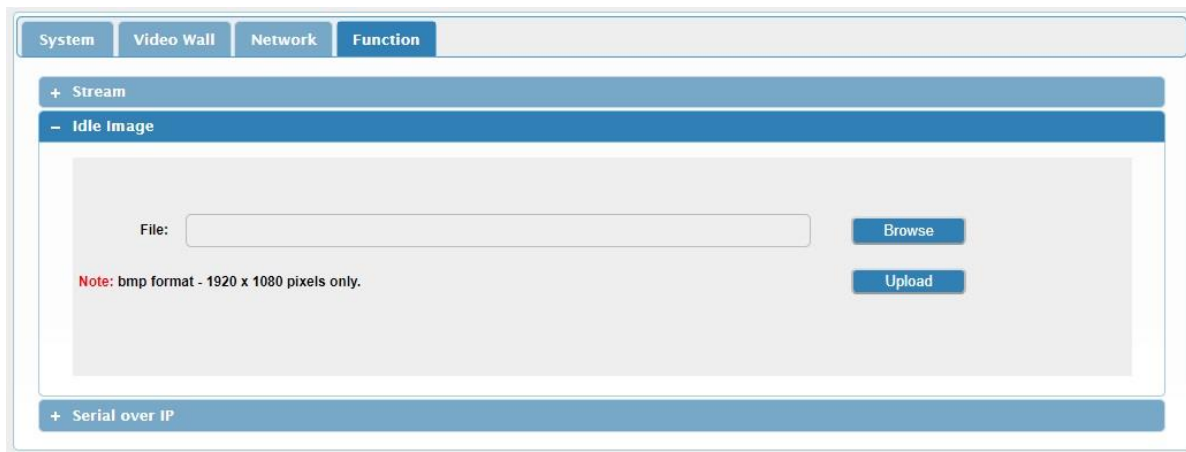 System Video Wall Network Function
+ Stream
– Idle Image
File: Browse
Note: bmp format - 1920 x 1080 pixels only. Upload
+ Serial over IP